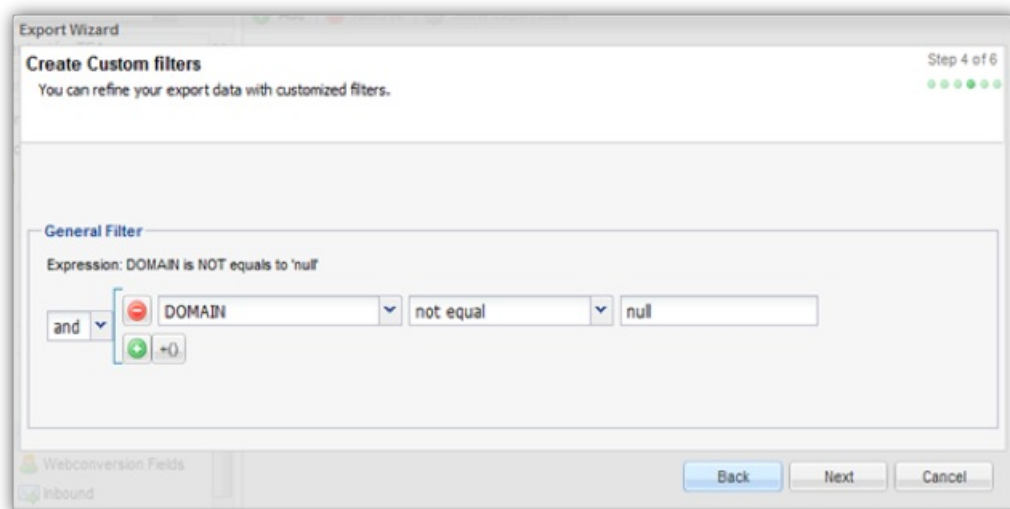 Export Wizard
Create Custom filters
Step 4 of 6
You can refine your export data with customized filters.
General Filter
Expression: DOMAIN is NOT equals to 'null'
and
DOMAIN
not equal
null
+()
Webconversion Fields
Inbound
Back
Next
Cancel